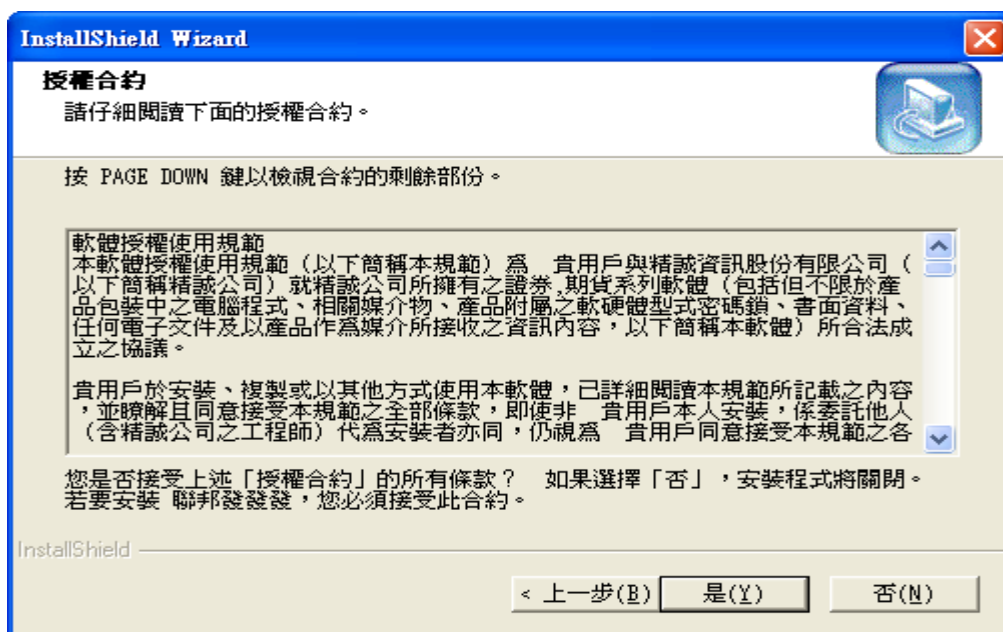 InstallShield Wizard
授權合約
請仔細閱讀下面的授權合約。
按 PAGE DOWN 鍵以檢視合約的剩餘部份。
軟體授權使用規範
本軟體授權使用規範（以下簡稱本規範）為　貴用戶與精誠資訊股份有限公司（
以下簡稱精誠公司）就精誠公司所擁有之證券,期貨系列軟體（包括但不限於產
品包裝中之電腦程式、相關媒介物、產品附屬之軟硬體型式密碼鎖、書面資料、
任何電子文件及以產品作為媒介所接收之資訊內容，以下簡稱本軟體）所合法成
立之協議。
貴用戶於安裝、複製或以其他方式使用本軟體，已詳細閱讀本規範所記載之內容
，並瞭解且同意接受本規範之全部條款，即使非　貴用戶本人安裝，係委託他人
（含精誠公司之工程師）代為安裝者亦同，仍視為　貴用戶同意接受本規範之各
您是否接受上述「授權合約」的所有條款？　如果選擇「否」，安裝程式將關閉。
若要安裝 聯邦發發發，您必須接受此合約。
InstallShield
< 上一步(B)　是(Y)　否(N)